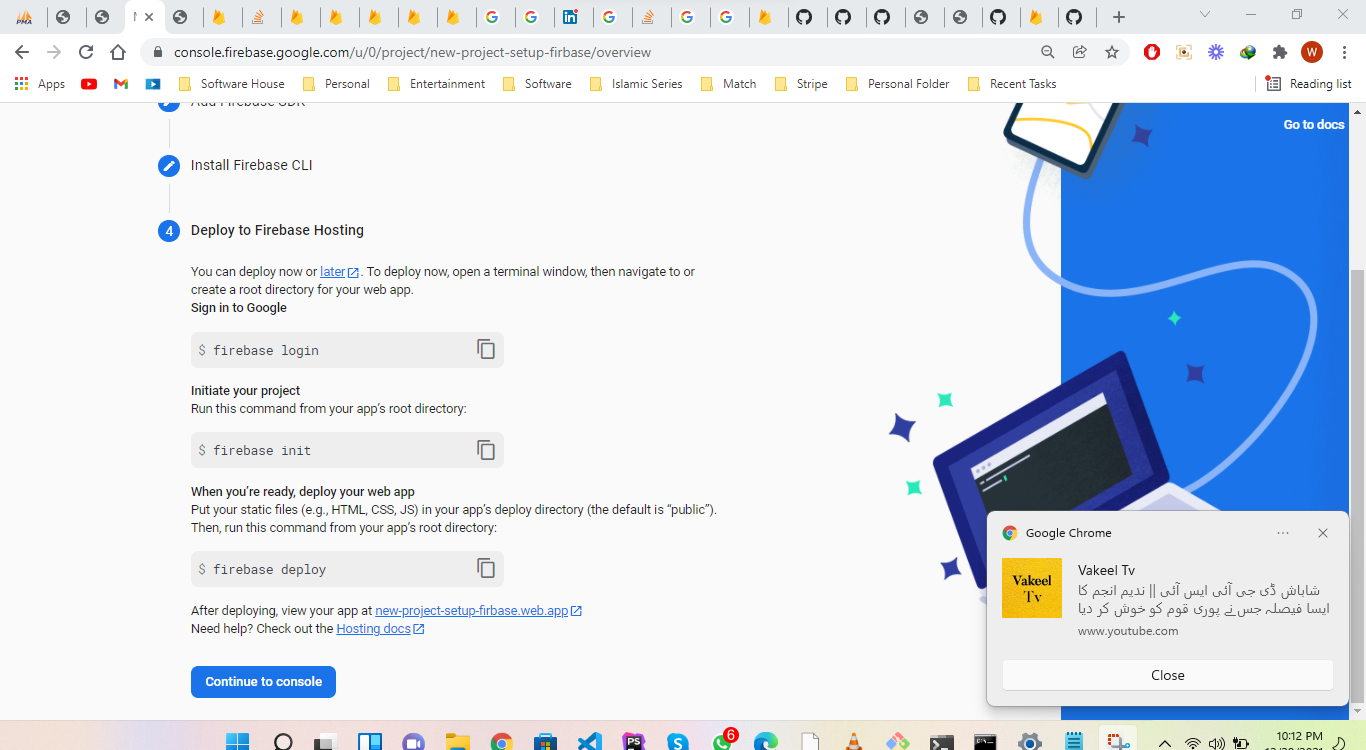 console.firebase.google.com/u/0/project/new-project-setup-firbase/overview
W
Apps
Software House
Personal
Entertainment
Software
Islamic Series
Match
Stripe
Personal Folder
Recent Tasks
Reading list
Add Firebase SDK
Go to docs
Install Firebase CLI
4 Deploy to Firebase Hosting
You can deploy now or later. To deploy now, open a terminal window, then navigate to or
create a root directory for your web app.
Sign in to Google
$ firebase login
Initiate your project
Run this command from your app's root directory:
$ firebase init
When you're ready, deploy your web app
Put your static files (e.g., HTML, CSS, JS) in your app's deploy directory (the default is “public”).
Then, run this command from your app's root directory:
$ firebase deploy
After deploying, view your app at new-project-setup-firbase.web.app
Need help? Check out the Hosting docs
Continue to console
Google Chrome
Vakeel
Tv
Vakeel Tv
شاباش ڈی جی آئی ایس آئی || ندیم انجم کا
ایسا فیصلہ جس نے پوری قوم کو خوش کر دیا
www.youtube.com
Close
PS
6
10:12 PM